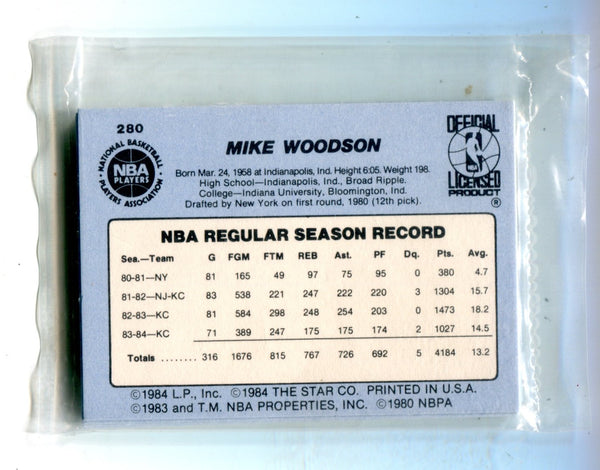 280
MIKE WOODSON
NATIONAL BASKETBALL
NBA
PLAYERS
PLAYERS ASSOCIATION
OFFICIAL
LICENSED
PRODUCT
®
Born Mar. 24, 1958 at Indianapolis, Ind. Height 6:05. Weight 198.
High School—Indianapolis, Ind., Broad Ripple.
College—Indiana University, Bloomington, Ind.
Drafted by New York on first round, 1980 (12th pick).
NBA REGULAR SEASON RECORD
Sea.—Team G FGM FTM REB Ast. PF Dq. Pts. Avg.
80-81—NY 81 165 49 97 75 95 0 380 4.7
81-82—NJ-KC 83 538 221 247 222 220 3 1304 15.7
82-83—KC 81 584 298 248 254 203 0 1473 18.2
83-84—KC 71 389 247 175 175 174 2 1027 14.5
Totals ........ 316 1676 815 767 726 692 5 4184 13.2
©1984 L.P., Inc. ©1984 THE STAR CO. PRINTED IN U.S.A.
©1983 and T.M. NBA PROPERTIES, INC. ©1980 NBPA